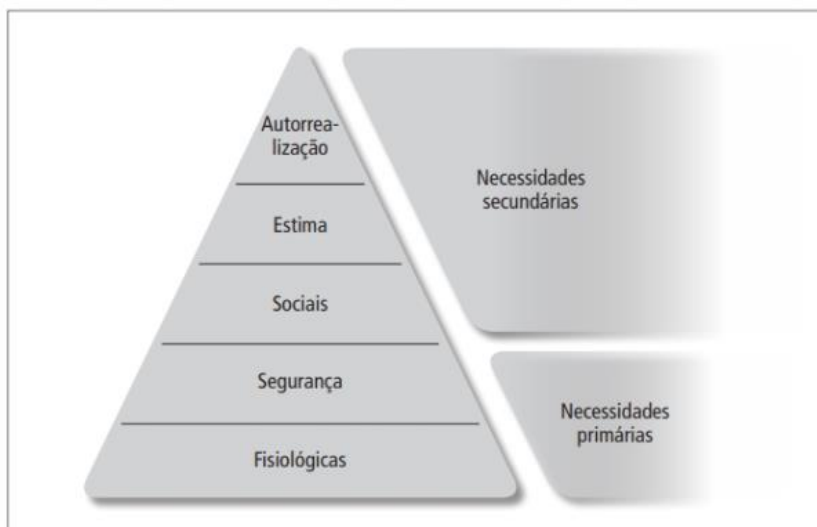 Autorrea-
lização
Estima
Sociais
Segurança
Fisiológicas
Necessidades
secundárias
Necessidades
primárias